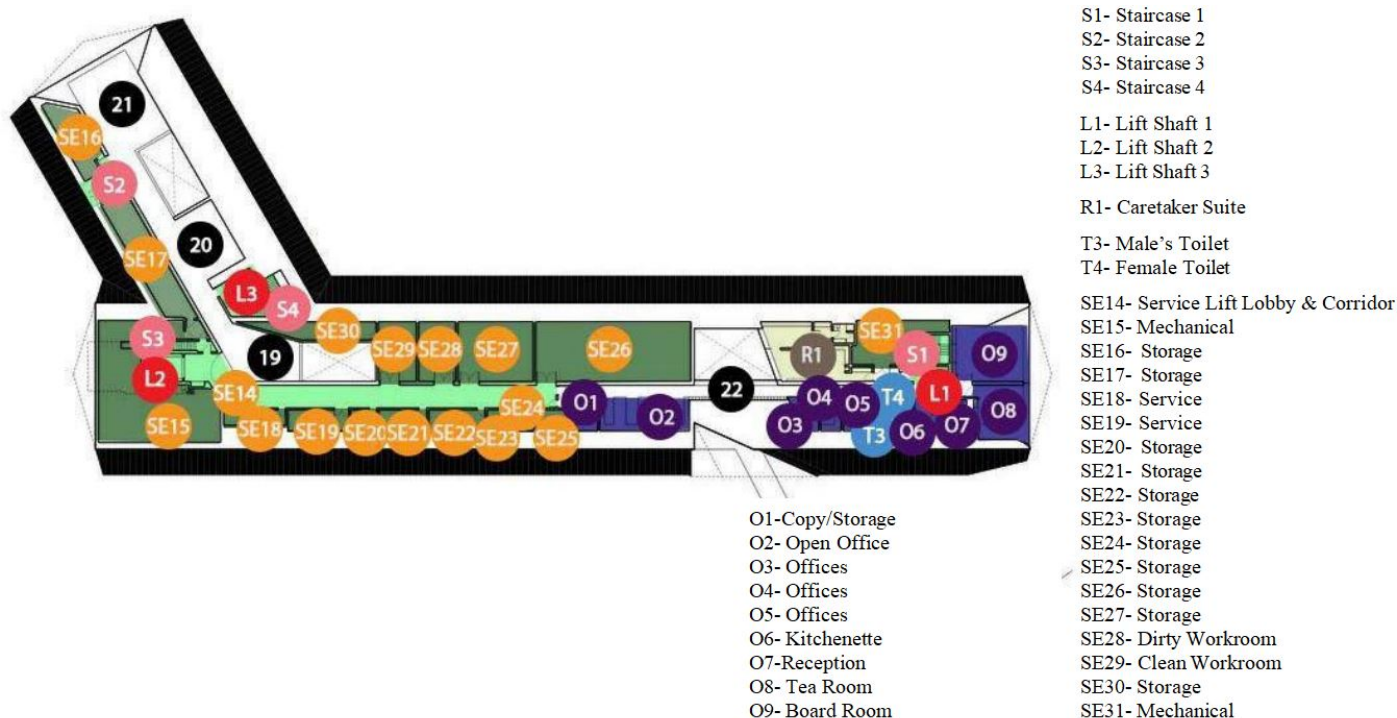 21
SE16
S2
20
SE17
L3
S4
S3
19
SE30
SE29
SE28
SE27
SE26
R1
SE31
S1
O9
L2
SE14
SE24
O1
O2
22
O4
O5
T4
L1
O8
SE15
SE18
SE19
SE20
SE21
SE22
SE23
SE25
O3
T3
O6
O7
S1- Staircase 1
S2- Staircase 2
S3- Staircase 3
S4- Staircase 4
L1- Lift Shaft 1
L2- Lift Shaft 2
L3- Lift Shaft 3
R1- Caretaker Suite
T3- Male’s Toilet
T4- Female Toilet
SE14- Service Lift Lobby & Corridor
SE15- Mechanical
SE16- Storage
SE17- Storage
SE18- Service
SE19- Service
SE20- Storage
SE21- Storage
SE22- Storage
SE23- Storage
SE24- Storage
SE25- Storage
SE26- Storage
SE27- Storage
SE28- Dirty Workroom
SE29- Clean Workroom
SE30- Storage
SE31- Mechanical
O1-Copy/Storage
O2- Open Office
O3- Offices
O4- Offices
O5- Offices
O6- Kitchenette
O7-Reception
O8- Tea Room
O9- Board Room